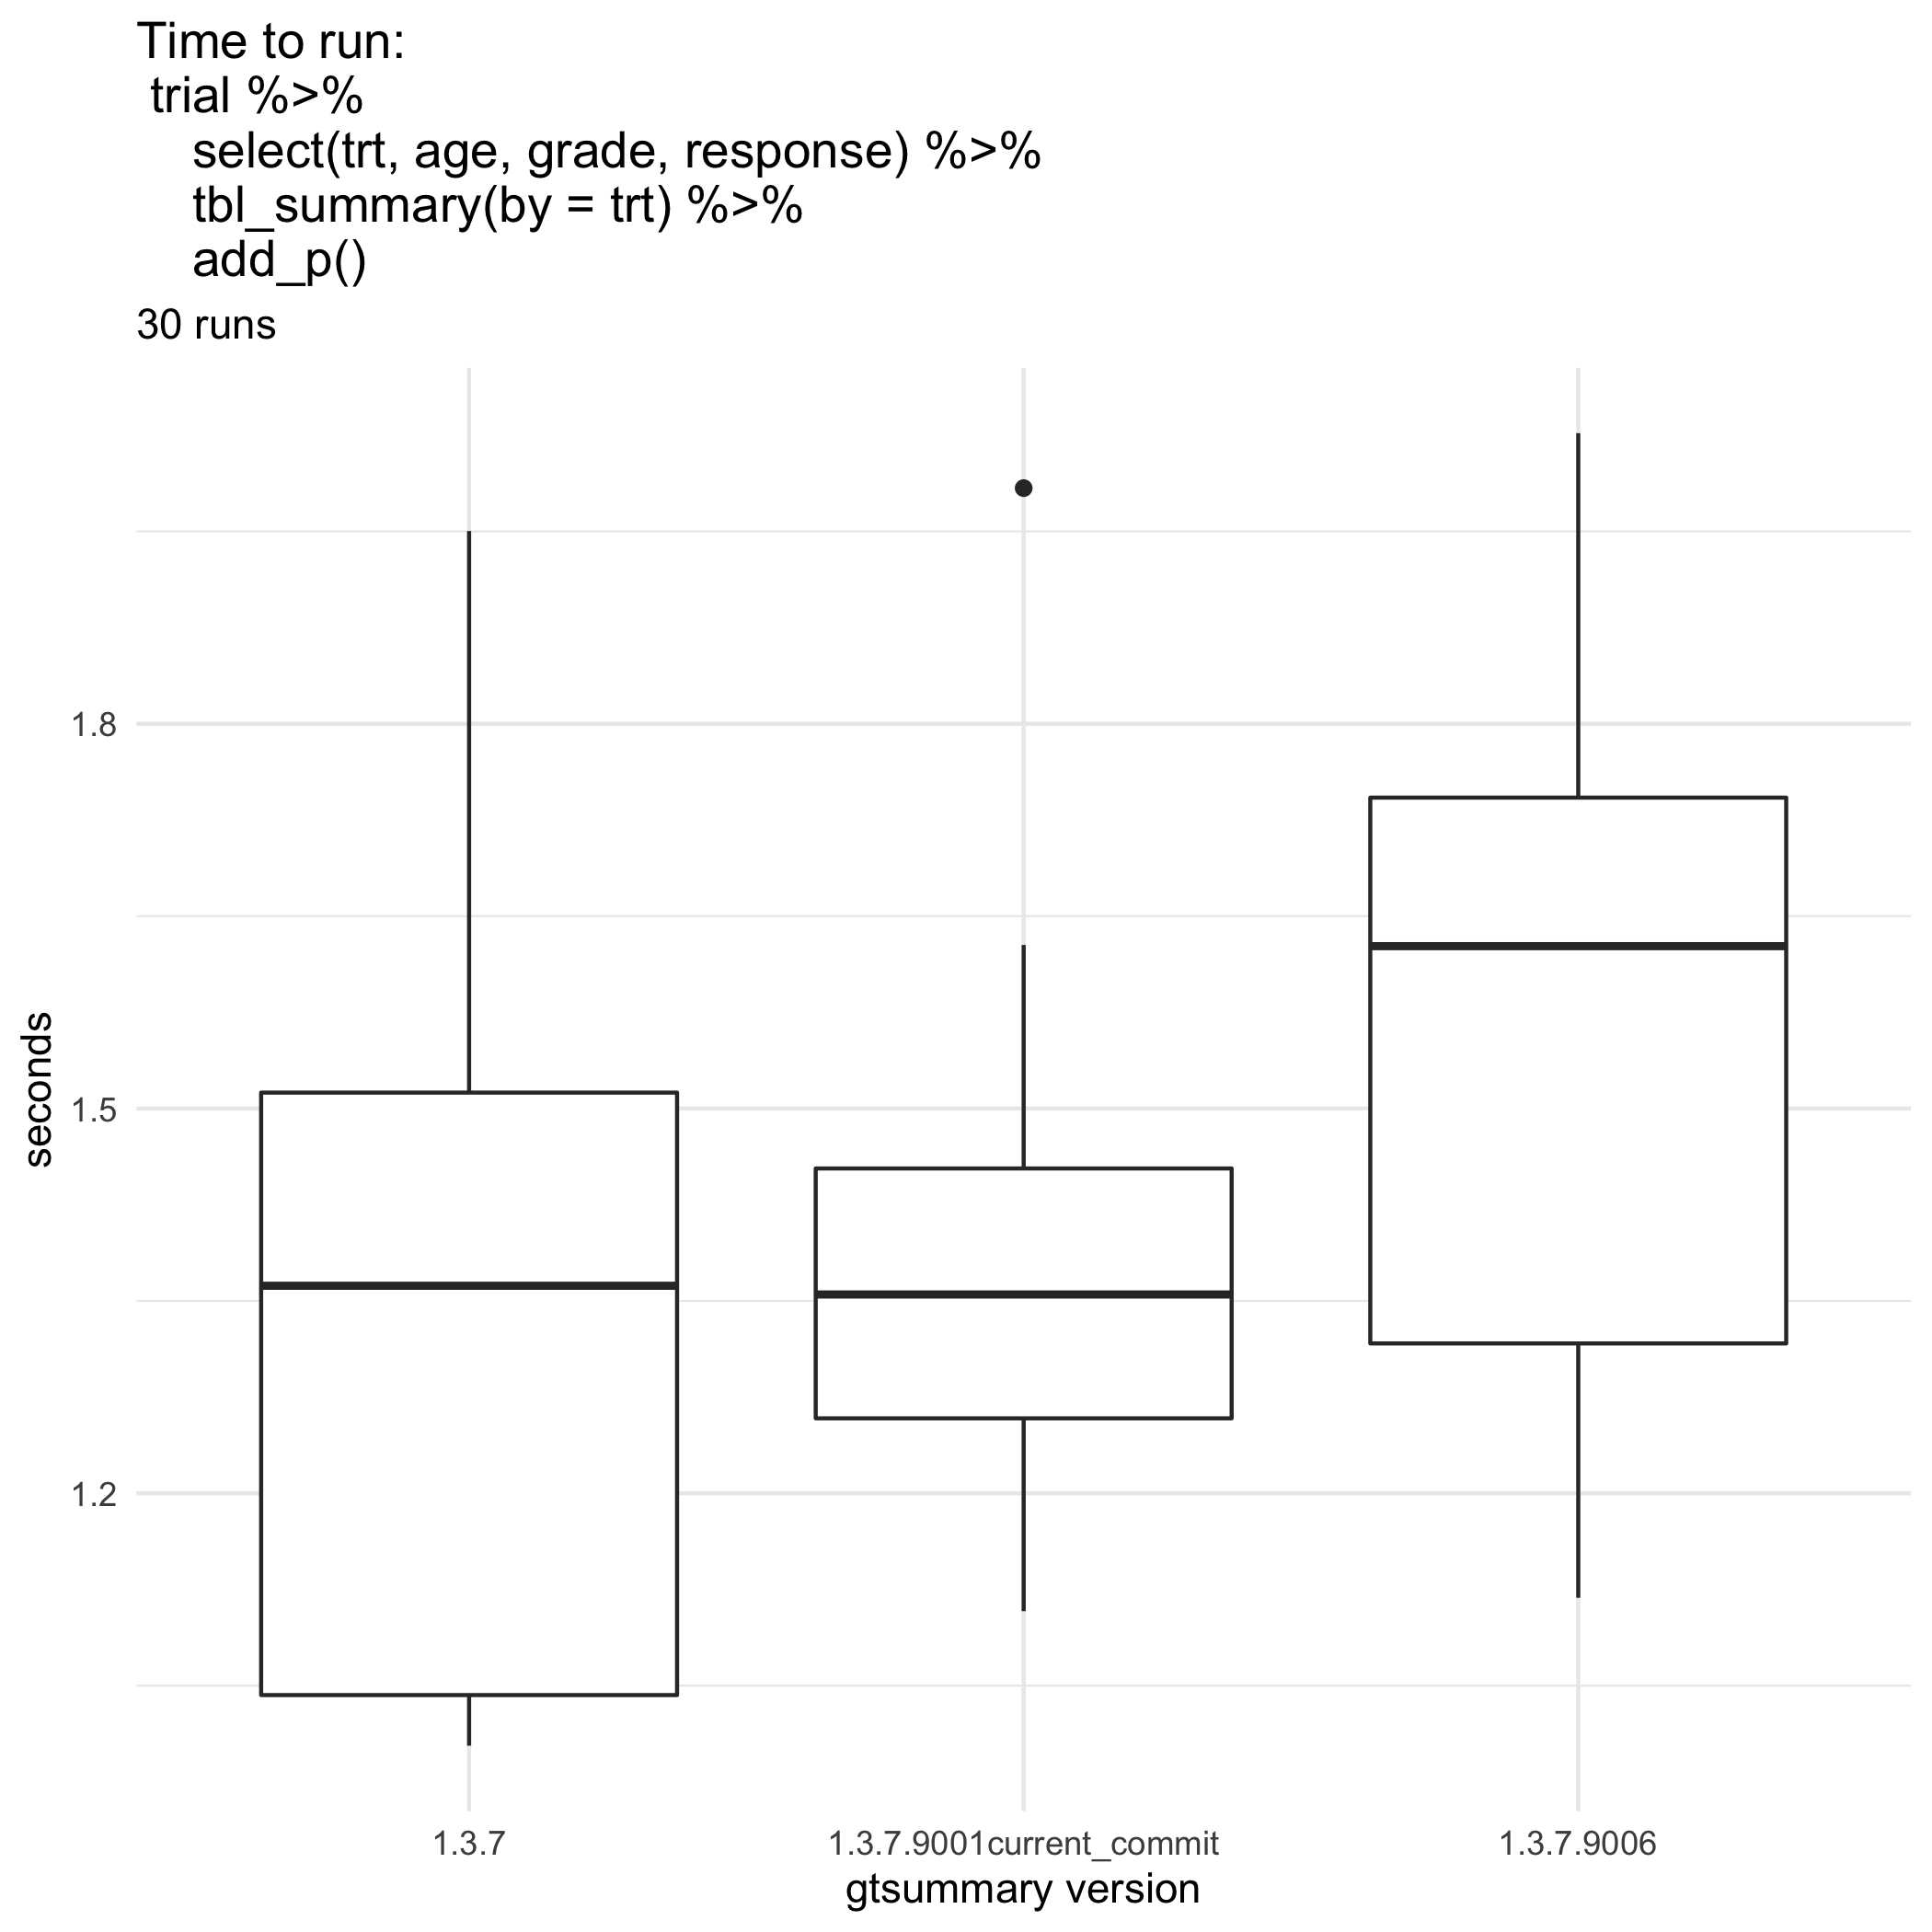 Time to run:
trial %>%
select(trt, age, grade, response) %>%
tbl_summary(by = trt) %>%
add_p()
30 runs
1.8
1.5
1.2
seconds
1.3.7
1.3.7.9001current_commit
1.3.7.9006
gtsummary version